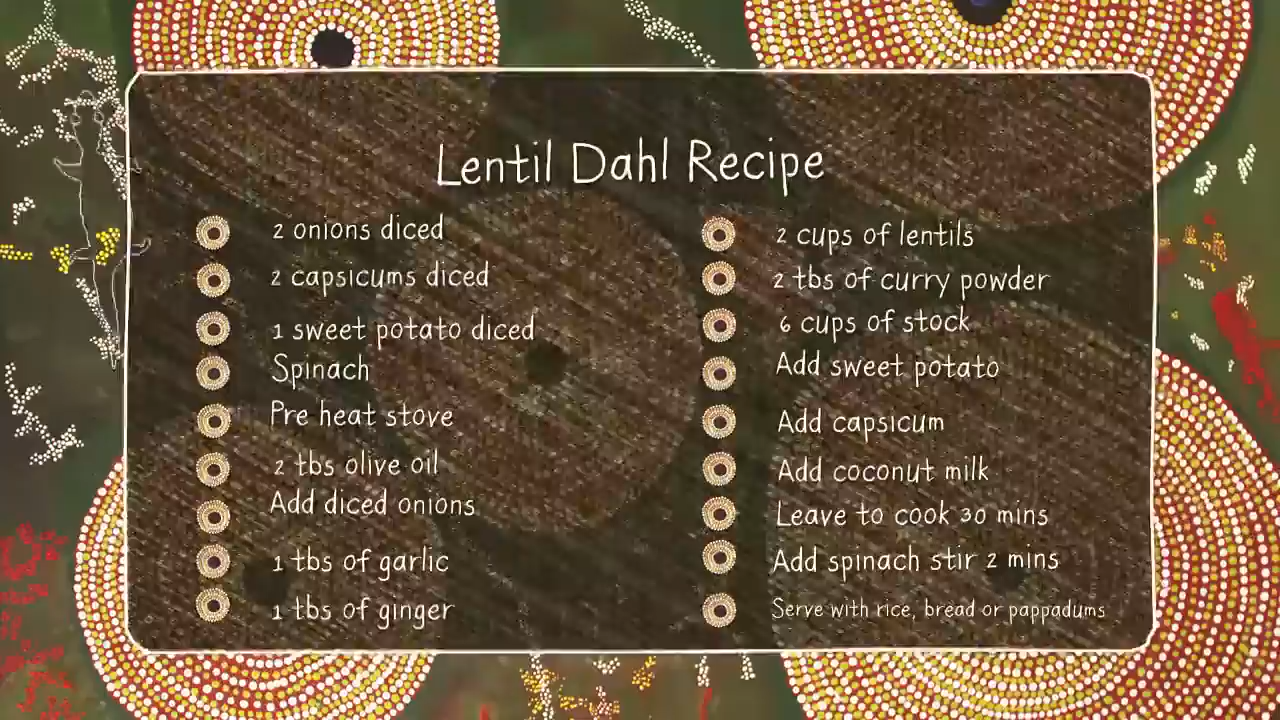 Lentil Dahl Recipe
2 onions diced
2 capsicums diced
1 sweet potato diced
Spinach
Pre heat stove
2 tbs olive oil
Add diced onions
1 tbs of garlic
1 tbs of ginger
2 cups of lentils
2 tbs of curry powder
6 cups of stock
Add sweet potato
Add capsicum
Add coconut milk
Leave to cook 30 mins
Add spinach stir 2 mins
Serve with rice, bread or pappadums